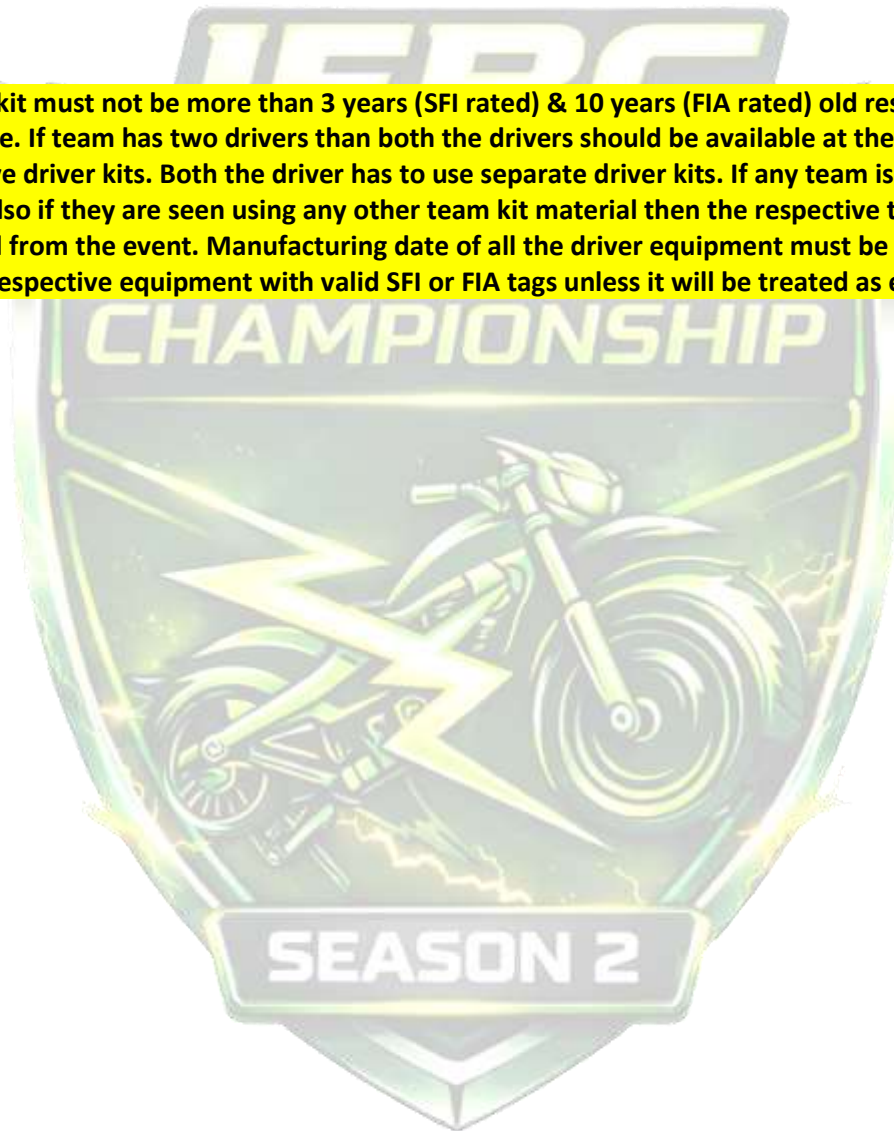 kit must not be more than 3 years (SFI rated) & 10 years (FIA rated) old res
e. If team has two drivers than both the drivers should be available at the
e driver kits. Both the driver has to use separate driver kits. If any team is
lso if they are seen using any other team kit material then the respective t
from the event. Manufacturing date of all the driver equipment must be
espective equipment with valid SFI or FIA tags unless it will be treated as e
CHAMPIONSHIP
SEASON 2